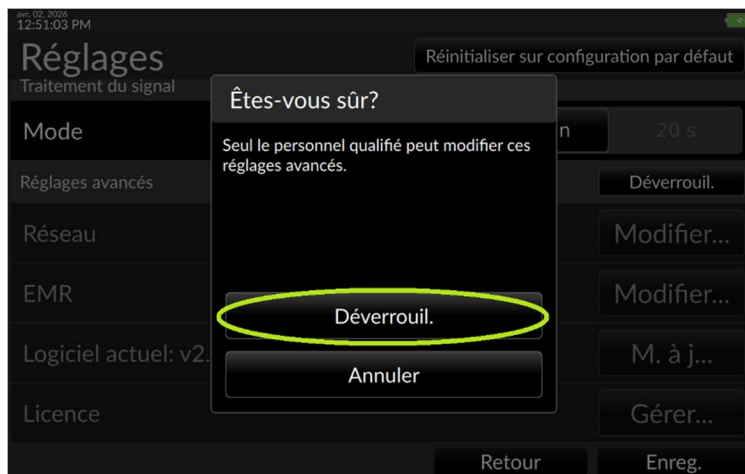 avr. 02, 2026
12:51:03 PM
Réglages
Réinitialiser sur configuration par défaut
Traitement du signal
Êtes-vous sûr?
Mode
n
20 s
Seul le personnel qualifié peut modifier ces
réglages avancés.
Réglages avancés
Déverrouil.
Réseau
Modifier...
EMR
Modifier...
Déverrouil.
Logiciel actuel: v2.
M. à j...
Annuler
Licence
Gérer...
Retour
Enreg.